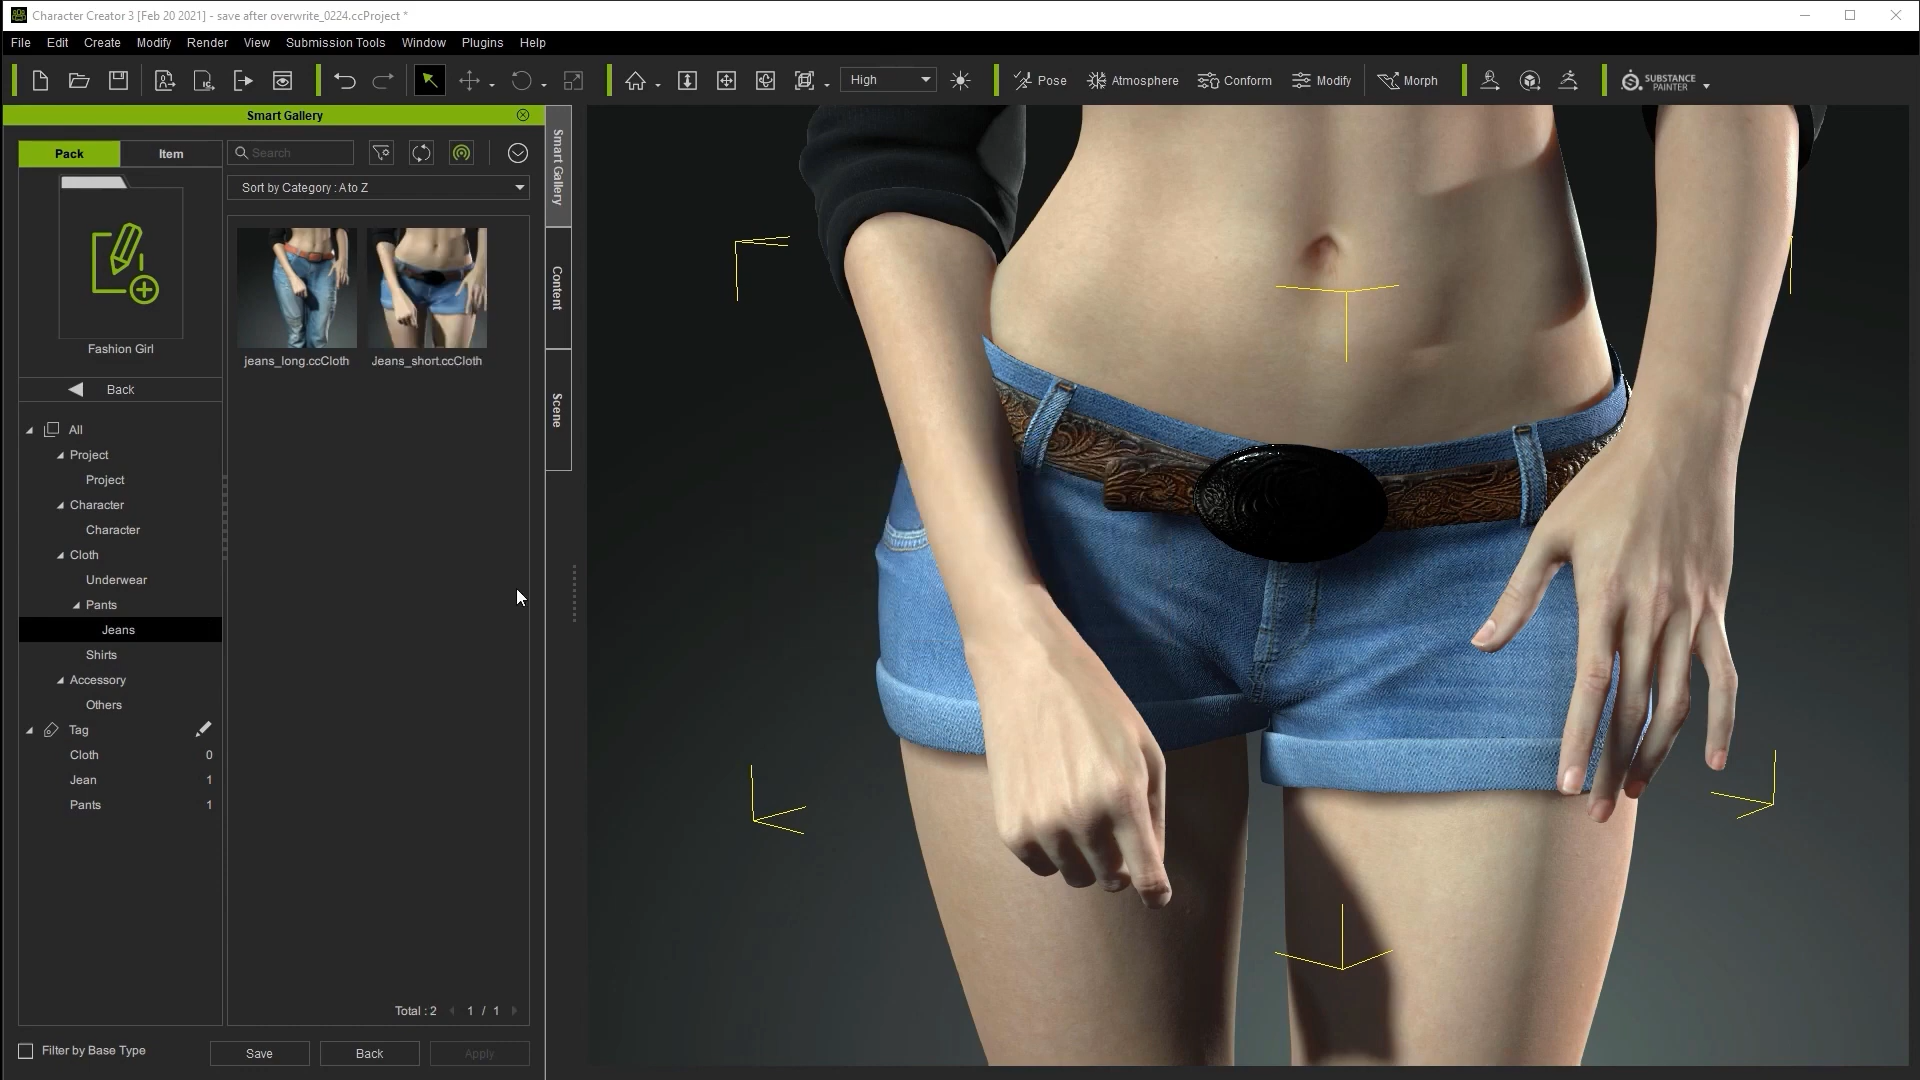 Character Creator 3 [Feb 20 2021] - save after overwrite_0224.ccProject *
File Edit Create Modify Render View Submission Tools Window Plugins Help
High Pose Atmosphere Conform Modify Morph SUBSTANCE PAINTER
Smart Gallery
Pack Item Search
Sort by Category : A to Z
Fashion Girl
jeans_long.ccCloth Jeans_short.ccCloth
Back
All
Project
Project
Character
Character
Cloth
Underwear
Pants
Jeans
Shirts
Accessory
Others
Tag
Cloth 0
Jean 1
Pants 1
Total : 2 1 / 1
Filter by Base Type Save Back Apply
Smart Gallery
Content
Scene